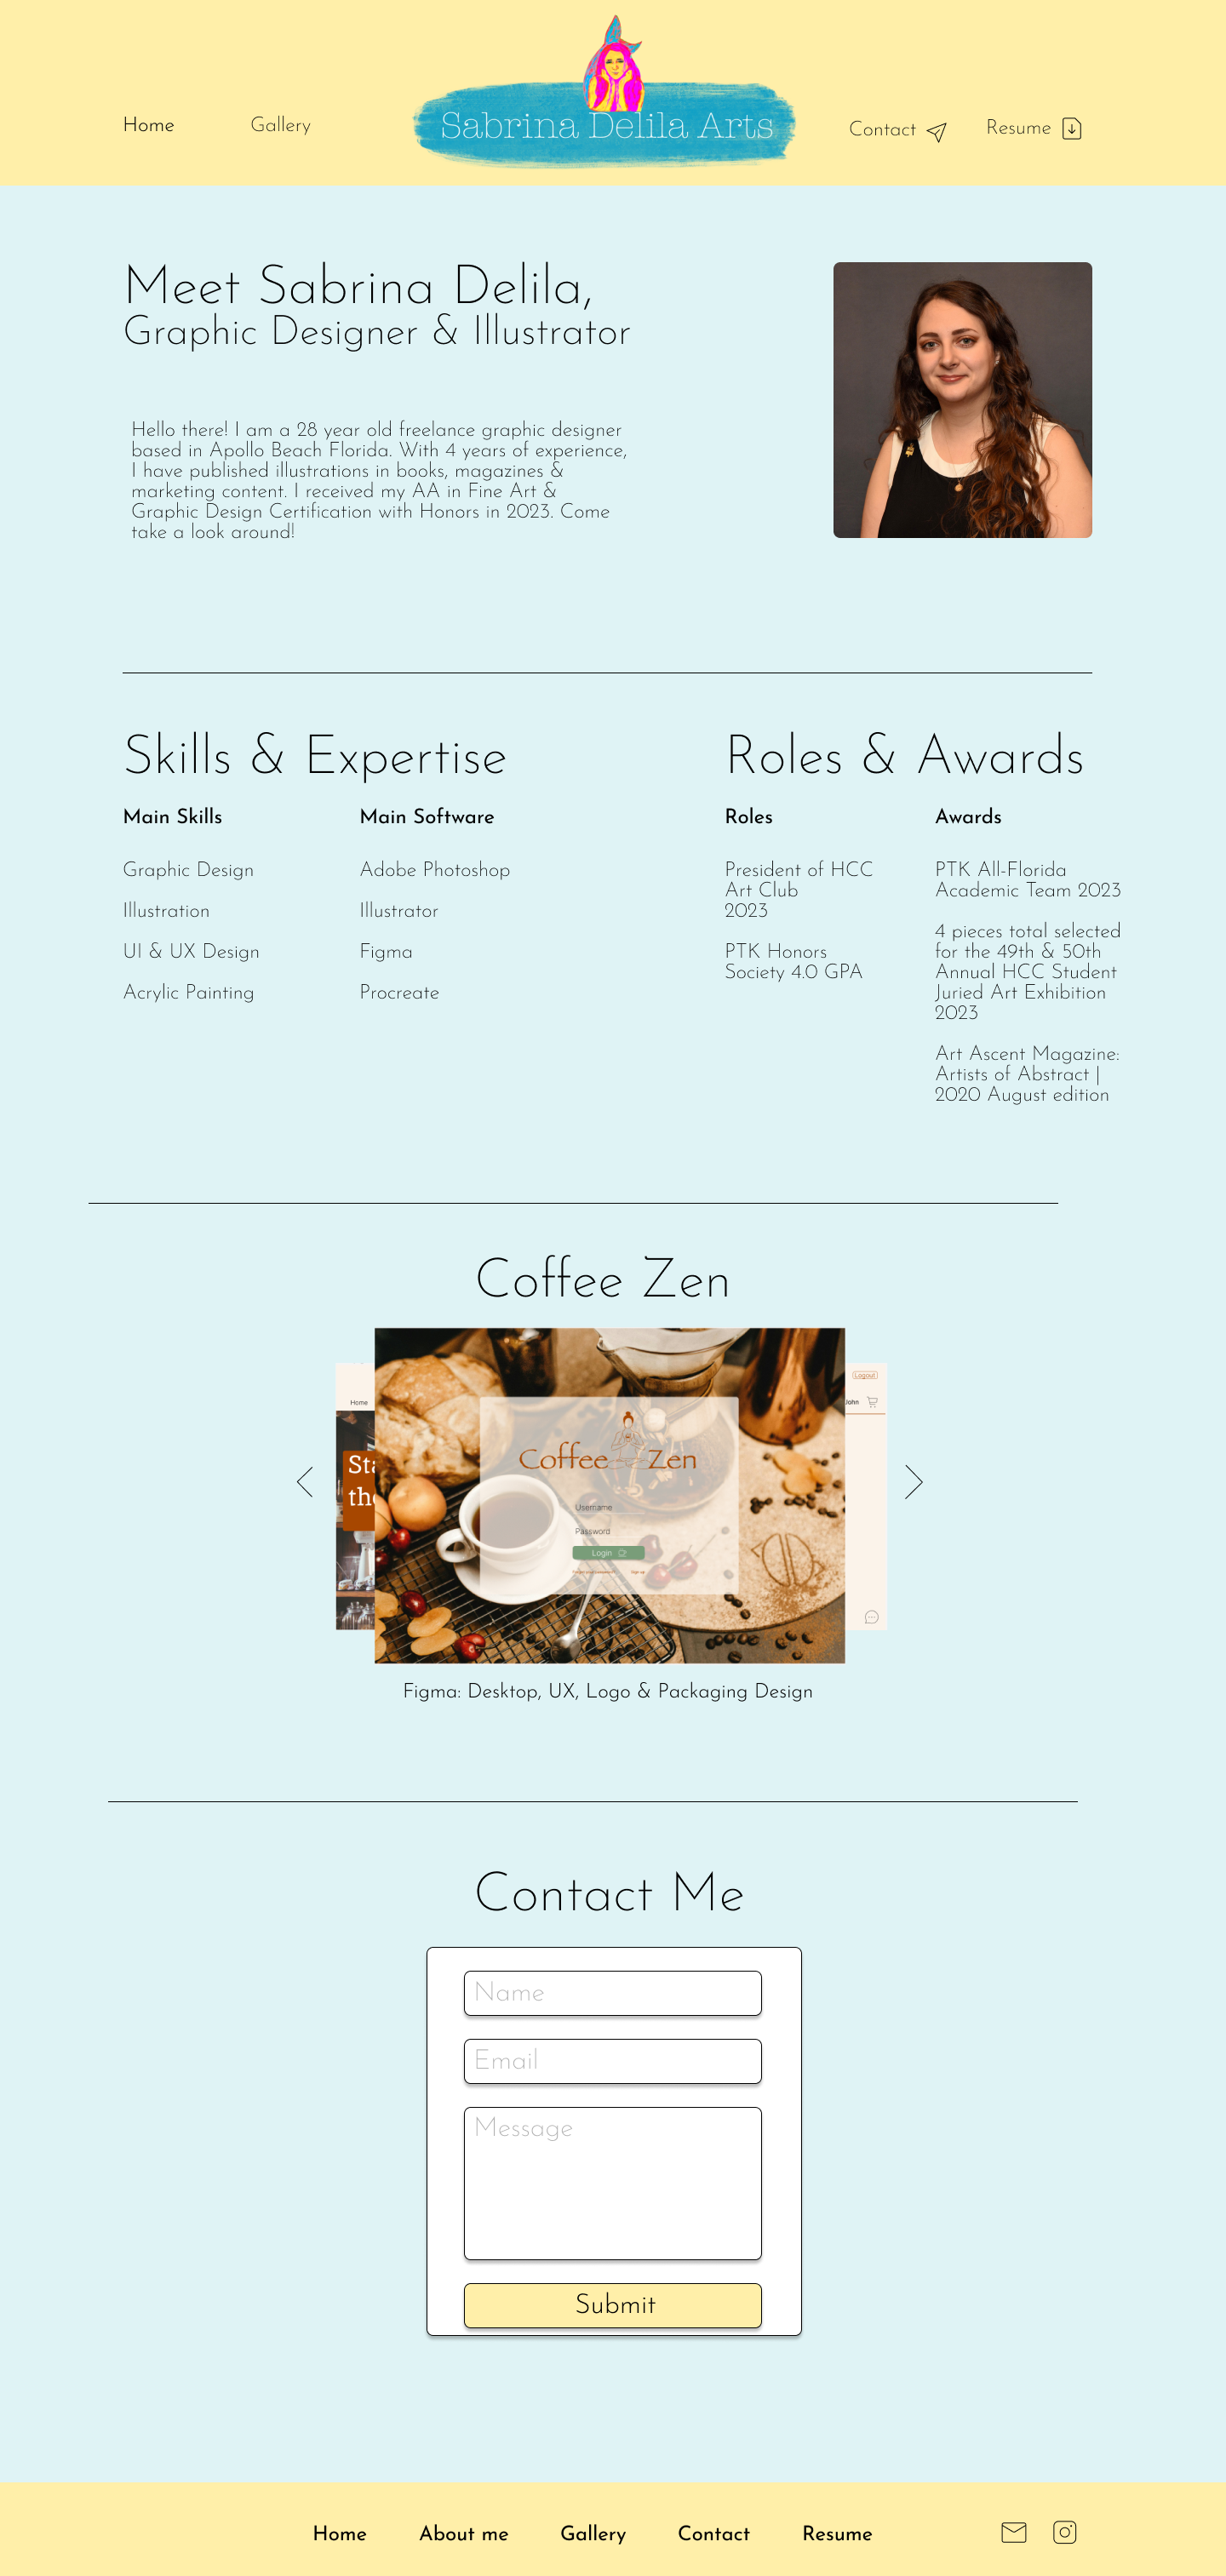 Home
Gallery
Sabrina Delila Arts
Contact
Resume
Meet Sabrina Delila,
Graphic Designer & Illustrator
Hello there! I am a 28 year old freelance graphic designer
based in Apollo Beach Florida. With 4 years of experience,
I have published illustrations in books, magazines &
marketing content. I received my AA in Fine Art &
Graphic Design Certification with Honors in 2023. Come
take a look around!
Skills & Expertise
Main Skills
Graphic Design
Illustration
UI & UX Design
Acrylic Painting
Main Software
Adobe Photoshop
Illustrator
Figma
Procreate
Roles & Awards
Roles
President of HCC
Art Club
2023
PTK Honors
Society 4.0 GPA
Awards
PTK All-Florida
Academic Team 2023
4 pieces total selected
for the 49th & 50th
Annual HCC Student
Juried Art Exhibition
2023
Art Ascent Magazine:
Artists of Abstract |
2020 August edition
Coffee Zen
Home
Sta
the
Coffee Zen
Username
Password
Login
Sign up
Logout
John
Figma: Desktop, UX, Logo & Packaging Design
Contact Me
Name
Email
Message
Submit
Home
About me
Gallery
Contact
Resume